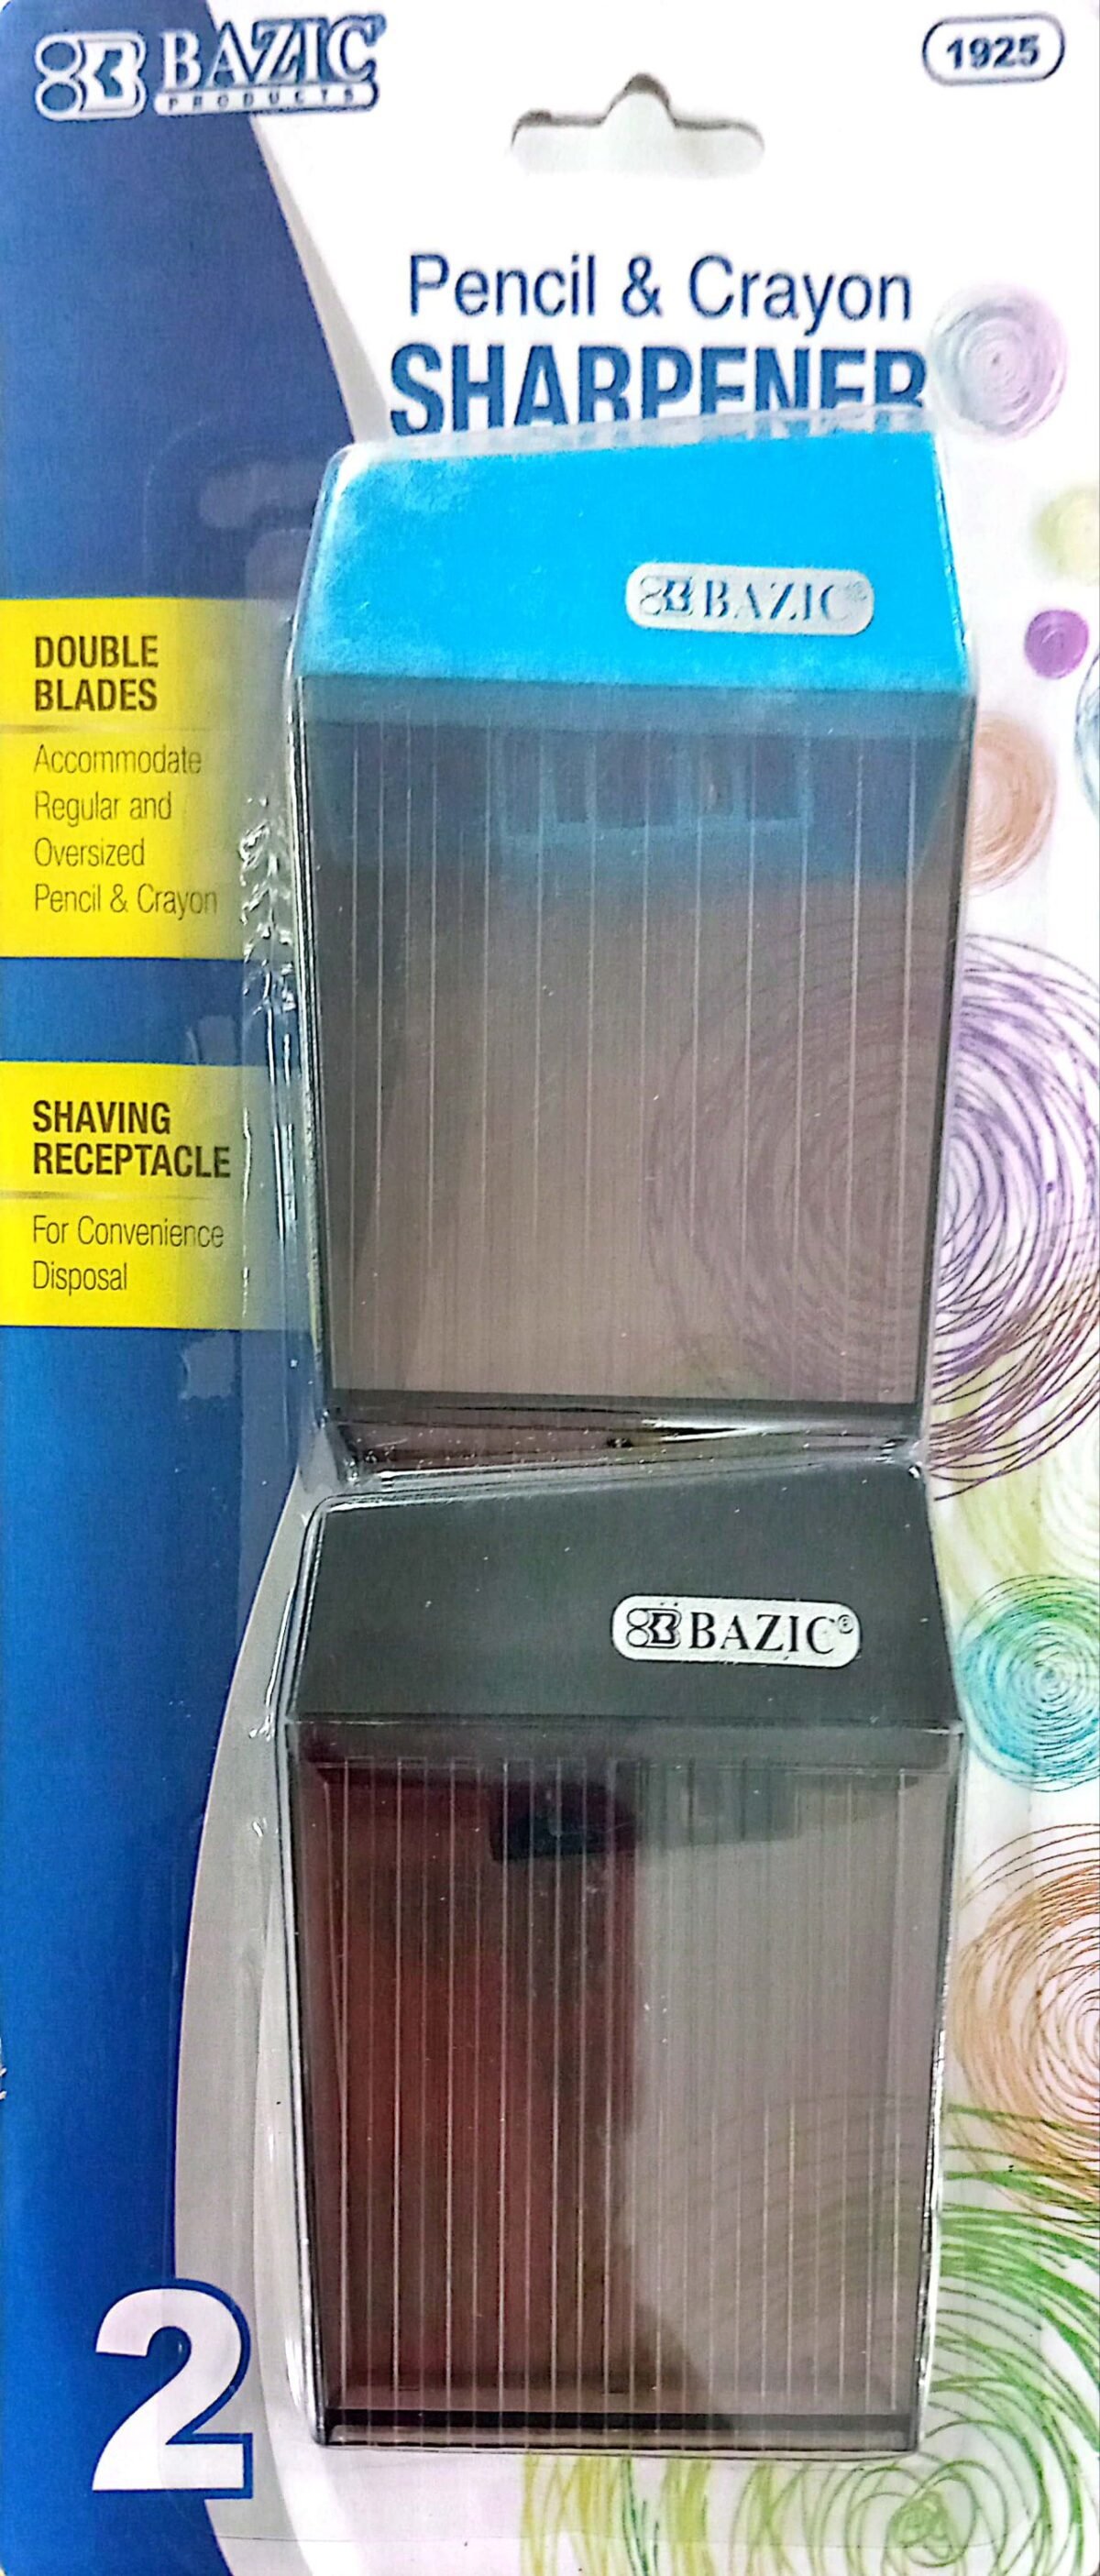 BAZIC
PRODUCTS
1925
Pencil & Crayon
SHARPENER
BAZIC®
DOUBLE
BLADES
Accommodate
Regular and
Oversized
Pencil & Crayon
SHAVING
RECEPTACLE
For Convenience
Disposal
BAZIC®
2